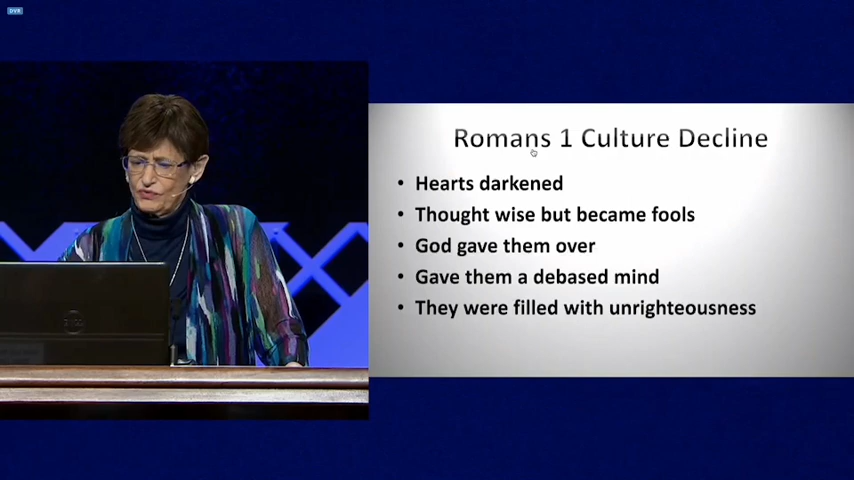 DVR
Romans 1 Culture Decline
• Hearts darkened
• Thought wise but became fools
• God gave them over
• Gave them a debased mind
• They were filled with unrighteousness